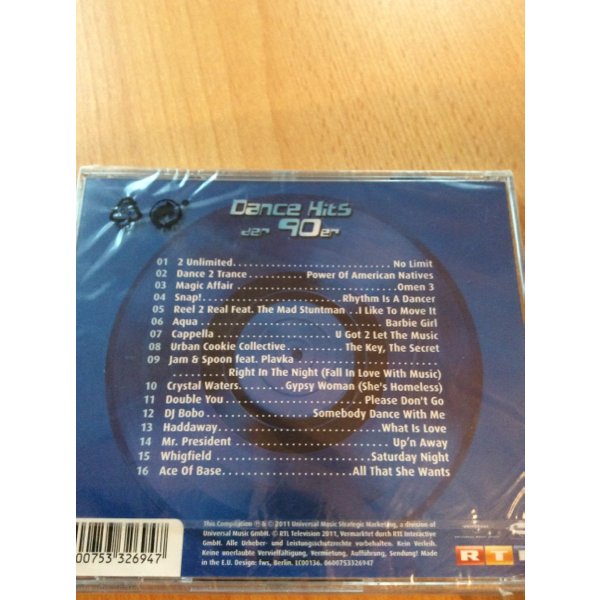 Dance Hits
der 90er
01 2 Unlimited........................................No Limit
02 Dance 2 Trance..........Power Of American Natives
03 Magic Affair........................................Omen 3
04 Snap!............................Rhythm Is A Dancer
05 Reel 2 Real Feat. The Mad Stuntman ..I Like To Move It
06 Aqua........................................Barbie Girl
07 Cappella........................U Got 2 Let The Music
08 Urban Cookie Collective.............The Key, The Secret
09 Jam & Spoon feat. Plavka ..............................
Right In The Night (Fall In Love With Music)
10 Crystal Waters.........Gypsy Woman (She's Homeless)
11 Double You............................Please Don't Go
12 DJ Bobo.................Somebody Dance With Me
13 Haddaway................................What Is Love
14 Mr. President ............................Up'n Away
15 Whigfield ............................Saturday Night
16 Ace Of Base..........................All That She Wants
This Compilation ℗ & © 2011 Universal Music Strategic Marketing, a division of
Universal Music GmbH. © RTL Television 2011, Vermarktet durch RTL Interactive
GmbH. Alle Urheber- und Leistungsschutzrechte vorbehalten. Kein Verleih.
Keine unerlaubte Vervielfältigung, Vermietung, Aufführung, Sendung! Made
in the E.U. Design: fws, Berlin. LC00136. 0600753326947
00753 326947
RTL